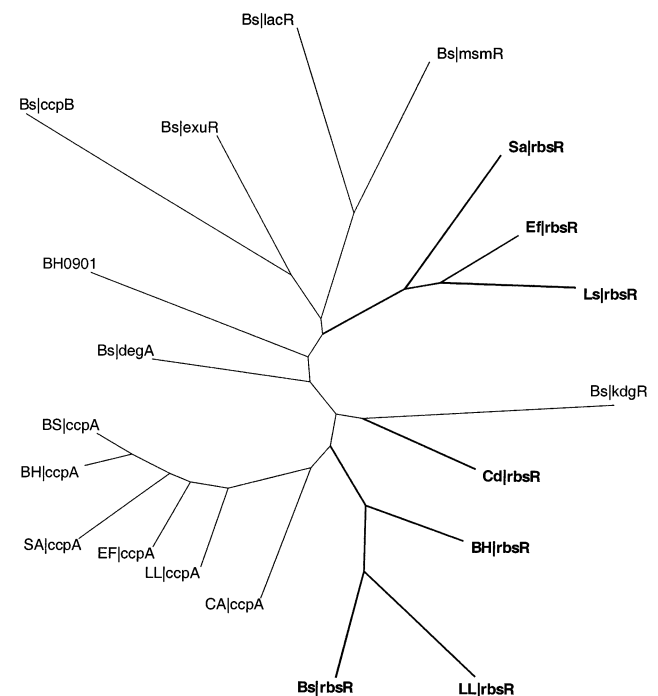 Bs|lacR
Bs|msmR
Bs|ccpB
Bs|exuR
Sa|rbsR
Ef|rbsR
BH0901
Ls|rbsR
Bs|degA
Bs|kdgR
BS|ccpA
BH|ccpA
Cd|rbsR
SA|ccpA
EF|ccpA
BH|rbsR
LL|ccpA
CA|ccpA
Bs|rbsR
LL|rbsR